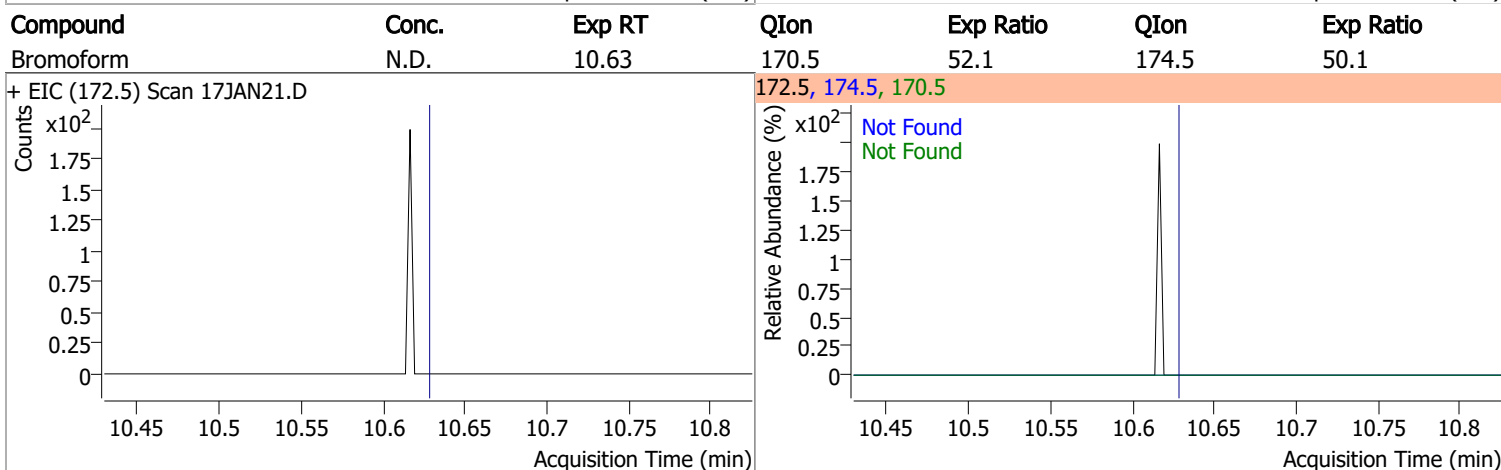 Compound Conc. Exp RT QIon Exp Ratio QIon Exp Ratio
Bromoform N.D. 10.63 170.5 52.1 174.5 50.1
+ EIC (172.5) Scan 17JAN21.D
Counts
x10²
1.75
1.5
1.25
1
0.75
0.5
0.25
0
10.45 10.5 10.55 10.6 10.65 10.7 10.75 10.8
Acquisition Time (min)
172.5, 174.5, 170.5
Relative Abundance (%)
x10²
Not Found
Not Found
1.75
1.5
1.25
1
0.75
0.5
0.25
0
10.45 10.5 10.55 10.6 10.65 10.7 10.75 10.8
Acquisition Time (min)